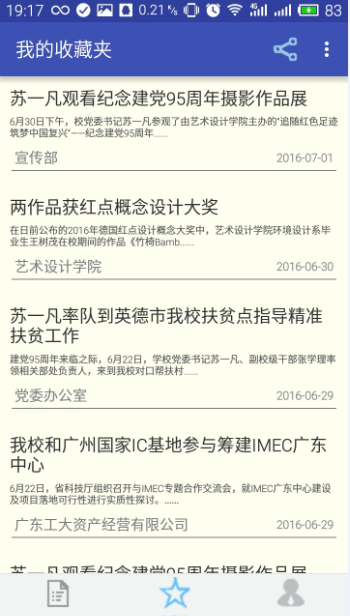 19:17 0.21 K/s 83
我的收藏夹
苏一凡观看纪念建党95周年摄影作品展
6月30日下午，校党委书记苏一凡参观了由艺术设计学院主办的“追随红色足迹
筑梦中国复兴”——纪念建党95周年......
宣传部 2016-07-01
两作品获红点概念设计大奖
在日前公布的2016年德国红点设计概念大奖中，艺术设计学院环境设计系毕
业生王树茂在校期间的作品《竹椅Bamb......
艺术设计学院 2016-06-30
苏一凡率队到英德市我校扶贫点指导精准
扶贫工作
建党95周年来临之际，6月22日，学校党委书记苏一凡、副校级干部张学理率
领相关部处负责人，来到我校对口帮扶村......
党委办公室 2016-06-29
我校和广州国家IC基地参与筹建IMEC广东
中心
6月22日，省科技厅组织召开与IMEC专题合作交流会，就IMEC广东中心建设
及项目落地可行性进行实质性探讨。......
广东工大资产经营有限公司 2016-06-29
苏一凡观看纪念建党95周年摄影作品展